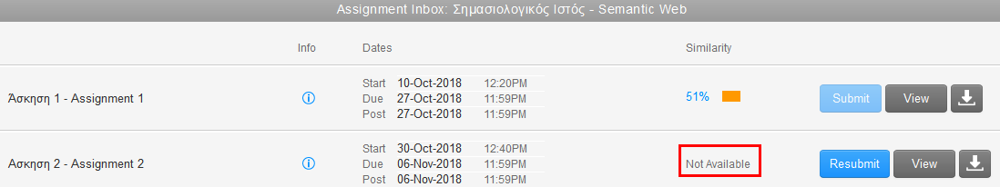 Assignment Inbox: Σημασιολογικός Ιστός - Semantic Web
Info Dates Similarity
Start 10-Oct-2018 12:20PM
Άσκηση 1 - Assignment 1 Due 27-Oct-2018 11:59PM 51% Submit View
Post 27-Oct-2018 11:59PM
Start 30-Oct-2018 12:40PM
Ασκηση 2 - Assignment 2 Due 06-Nov-2018 11:59PM Not Available Resubmit View
Post 06-Nov-2018 11:59PM